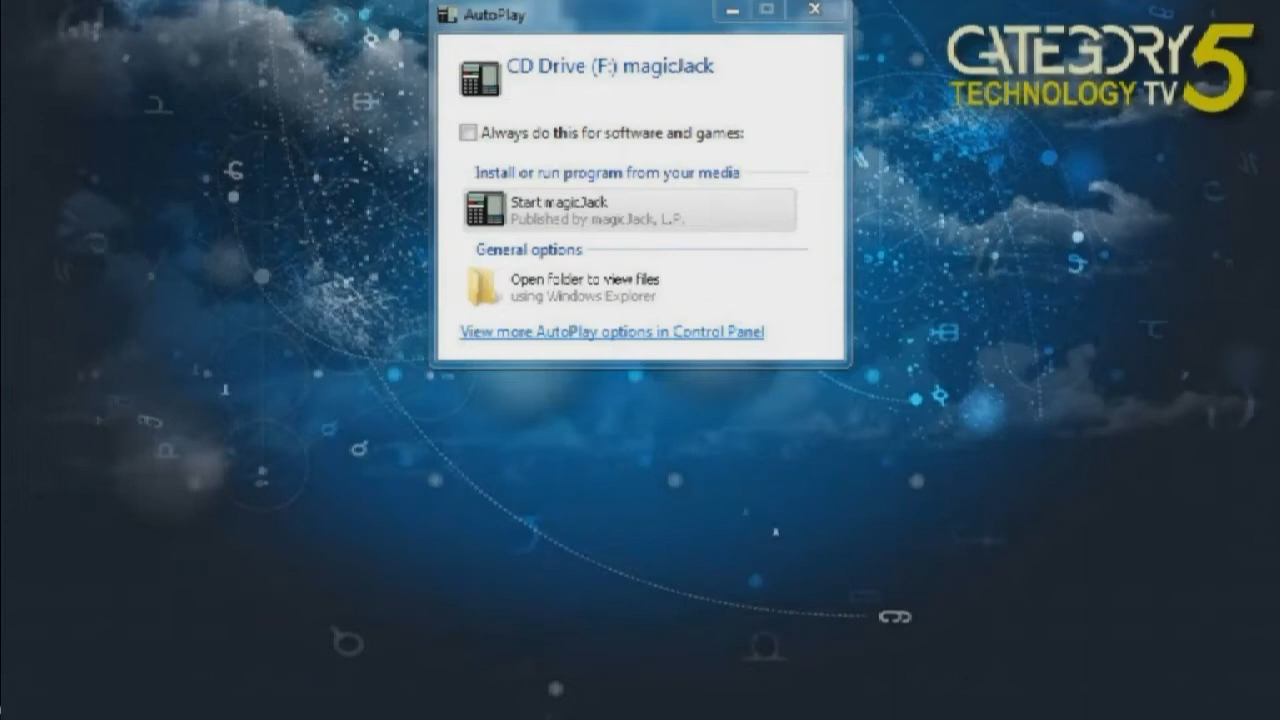 AutoPlay
CATEGORY5
TECHNOLOGY TV
CD Drive (F:) magicJack
Always do this for software and games:
Install or run program from your media
Start magicJack
Published by magicJack, L.P.
General options
Open folder to view files
using Windows Explorer
View more AutoPlay options in Control Panel